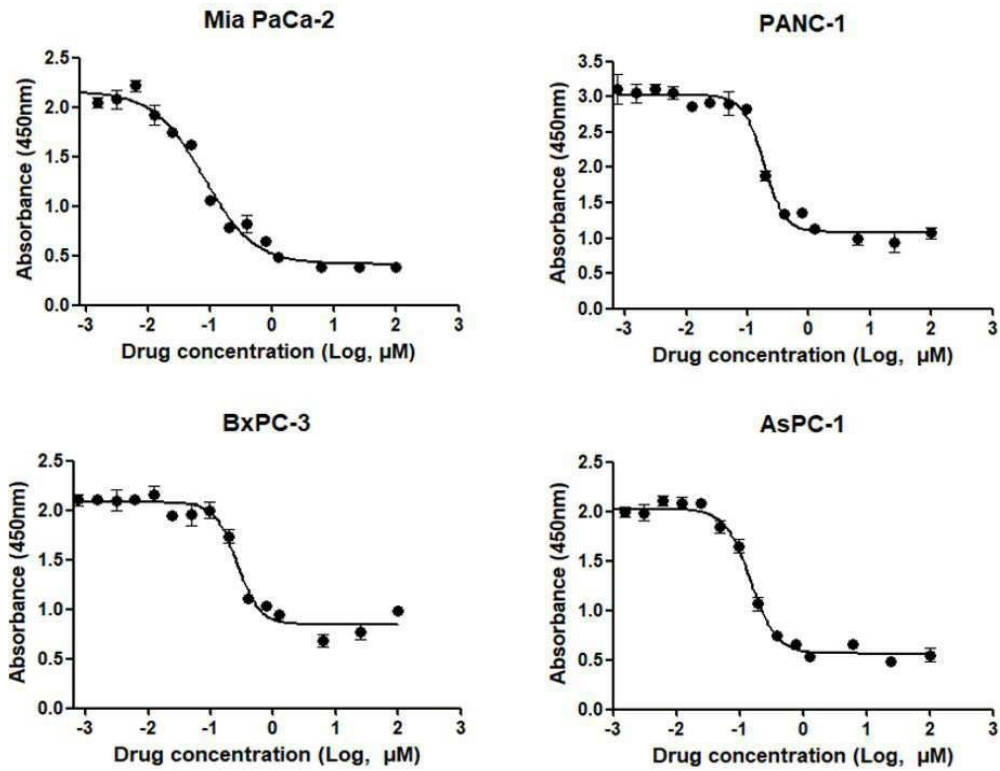 Mia PaCa-2
Absorbance (450nm)
2.5
2.0
1.5
1.0
0.5
0.0
-3 -2 -1 0 1 2 3
Drug concentration (Log, µM)
PANC-1
Absorbance (450nm)
3.5
3.0
2.5
2.0
1.5
1.0
0.5
0.0
-3 -2 -1 0 1 2 3
Drug concentration (Log, µM)
BxPC-3
Absorbance (450nm)
2.5
2.0
1.5
1.0
0.5
0.0
-3 -2 -1 0 1 2 3
Drug concentration (Log, µM)
AsPC-1
Absorbance (450nm)
2.5
2.0
1.5
1.0
0.5
0.0
-3 -2 -1 0 1 2 3
Drug concentration (Log, µM)